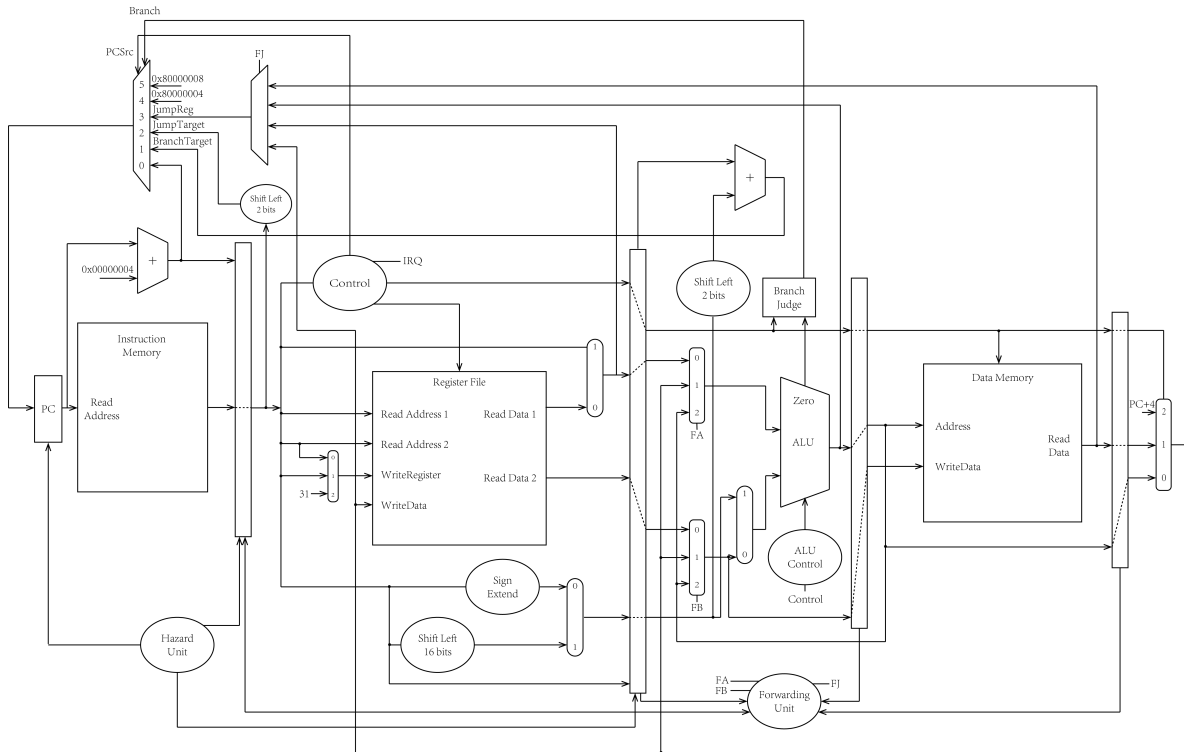 Branch
PCSrc
FJ
5
0x80000008
4
0x80000004
3
JumpReg
2
JumpTarget
1
BranchTarget
0
Shift Left
2 bits
+
+
0x00000004
IRQ
Control
Shift Left
2 bits
Branch
Judge
Instruction
Memory
Read
Address
PC
Register File
Read Address 1
Read Data 1
Read Address 2
WriteRegister
Read Data 2
WriteData
0
1
2
31
1
0
0
1
2
FA
0
1
2
FB
1
0
Zero
ALU
ALU
Control
Control
Data Memory
Address
Read
Data
WriteData
PC+4
2
1
0
Sign
Extend
0
1
Shift Left
16 bits
Hazard
Unit
FA
FB
FJ
Forwarding
Unit